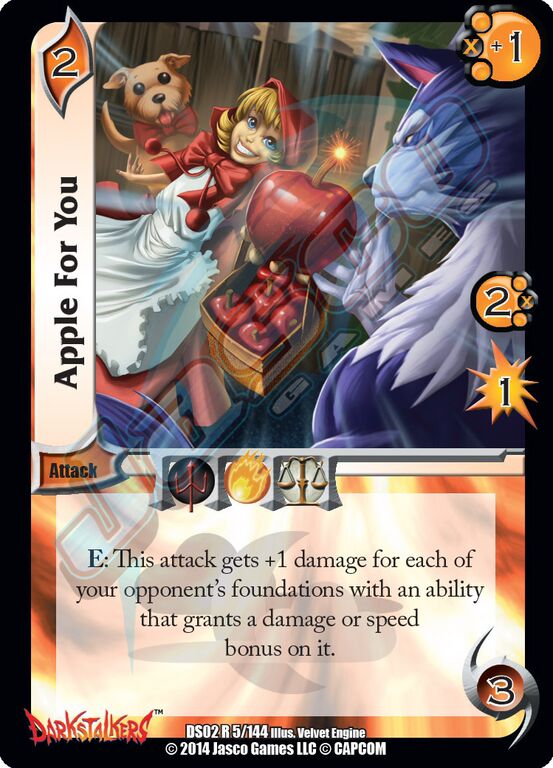 2
x + 1
Apple For You
2 x
1
Attack
E: This attack gets +1 damage for each of
your opponent's foundations with an ability
that grants a damage or speed
bonus on it.
3
DARKSTALKERS™
DS02 R 5/144 Illus. Velvet Engine
© 2014 Jasco Games LLC © CAPCOM